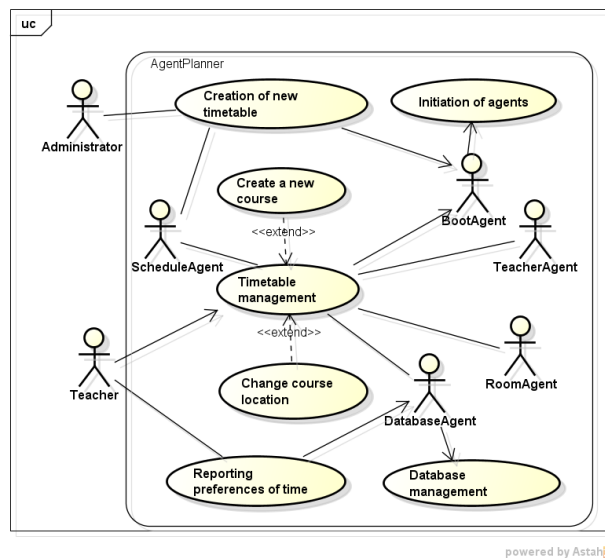 uc
AgentPlanner
Creation of new
timetable
Initiation of agents
Administrator
Create a new
course
BootAgent
<<extend>>
ScheduleAgent
TeacherAgent
Timetable
management
<<extend>>
Teacher
Change course
location
RoomAgent
DatabaseAgent
Reporting
preferences of time
Database
management
powered by Astah